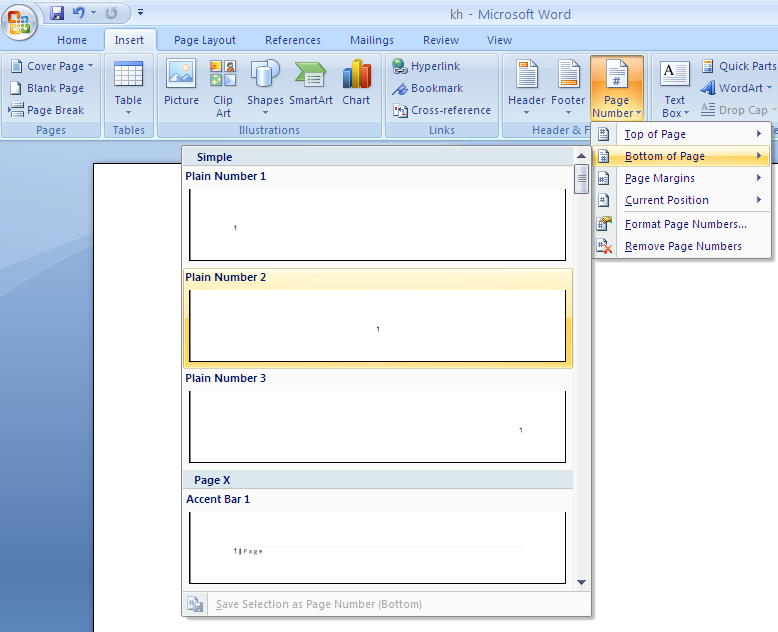 kh - Microsoft Word
Home Insert Page Layout References Mailings Review View
Cover Page
Blank Page
Page Break
Pages
Table
Tables
Picture
Clip
Art
Shapes
SmartArt
Chart
Illustrations
Hyperlink
Bookmark
Cross-reference
Links
Header
Footer
Page
Number
Header & F
A
Text
Box
Quick Parts
WordArt
Drop Cap
Top of Page
Bottom of Page
Page Margins
Current Position
Format Page Numbers...
Remove Page Numbers
Simple
Plain Number 1
1
Plain Number 2
1
Plain Number 3
1
Page X
Accent Bar 1
1 | Page
Save Selection as Page Number (Bottom)